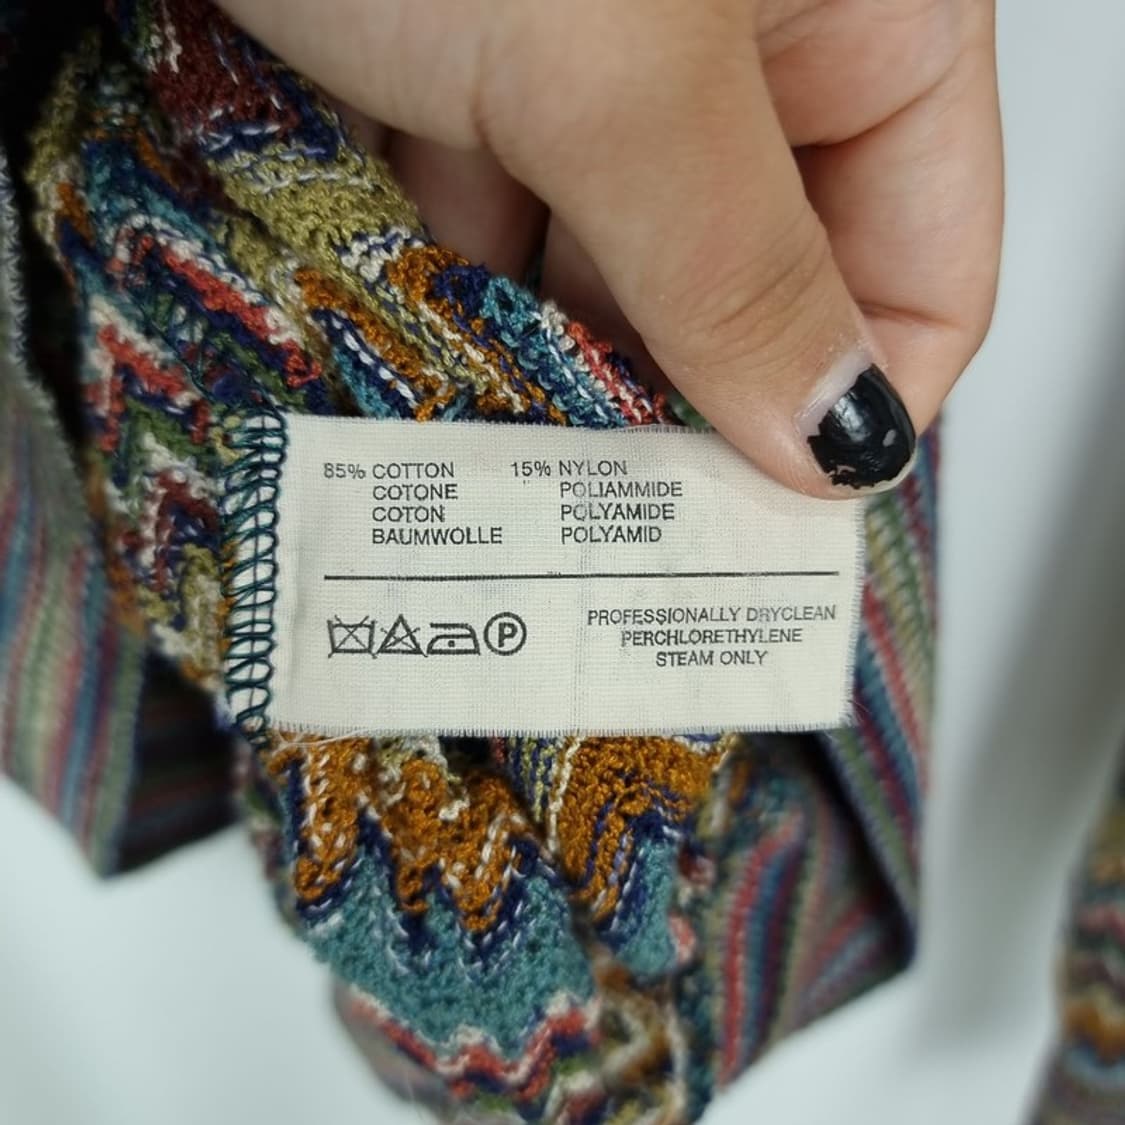 85% COTTON 15% NYLON
COTONE POLIAMMIDE
COTON POLYAMIDE
BAUMWOLLE POLYAMID
P
PROFESSIONALLY DRYCLEAN
PERCHLORETHYLENE
STEAM ONLY